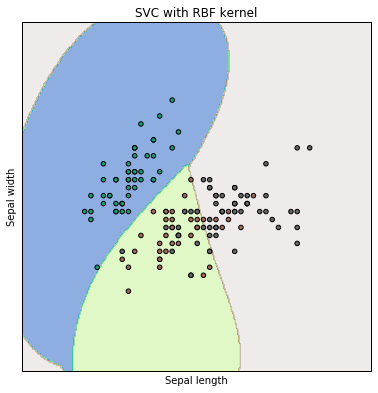 SVC with RBF kernel
Sepal width
Sepal length